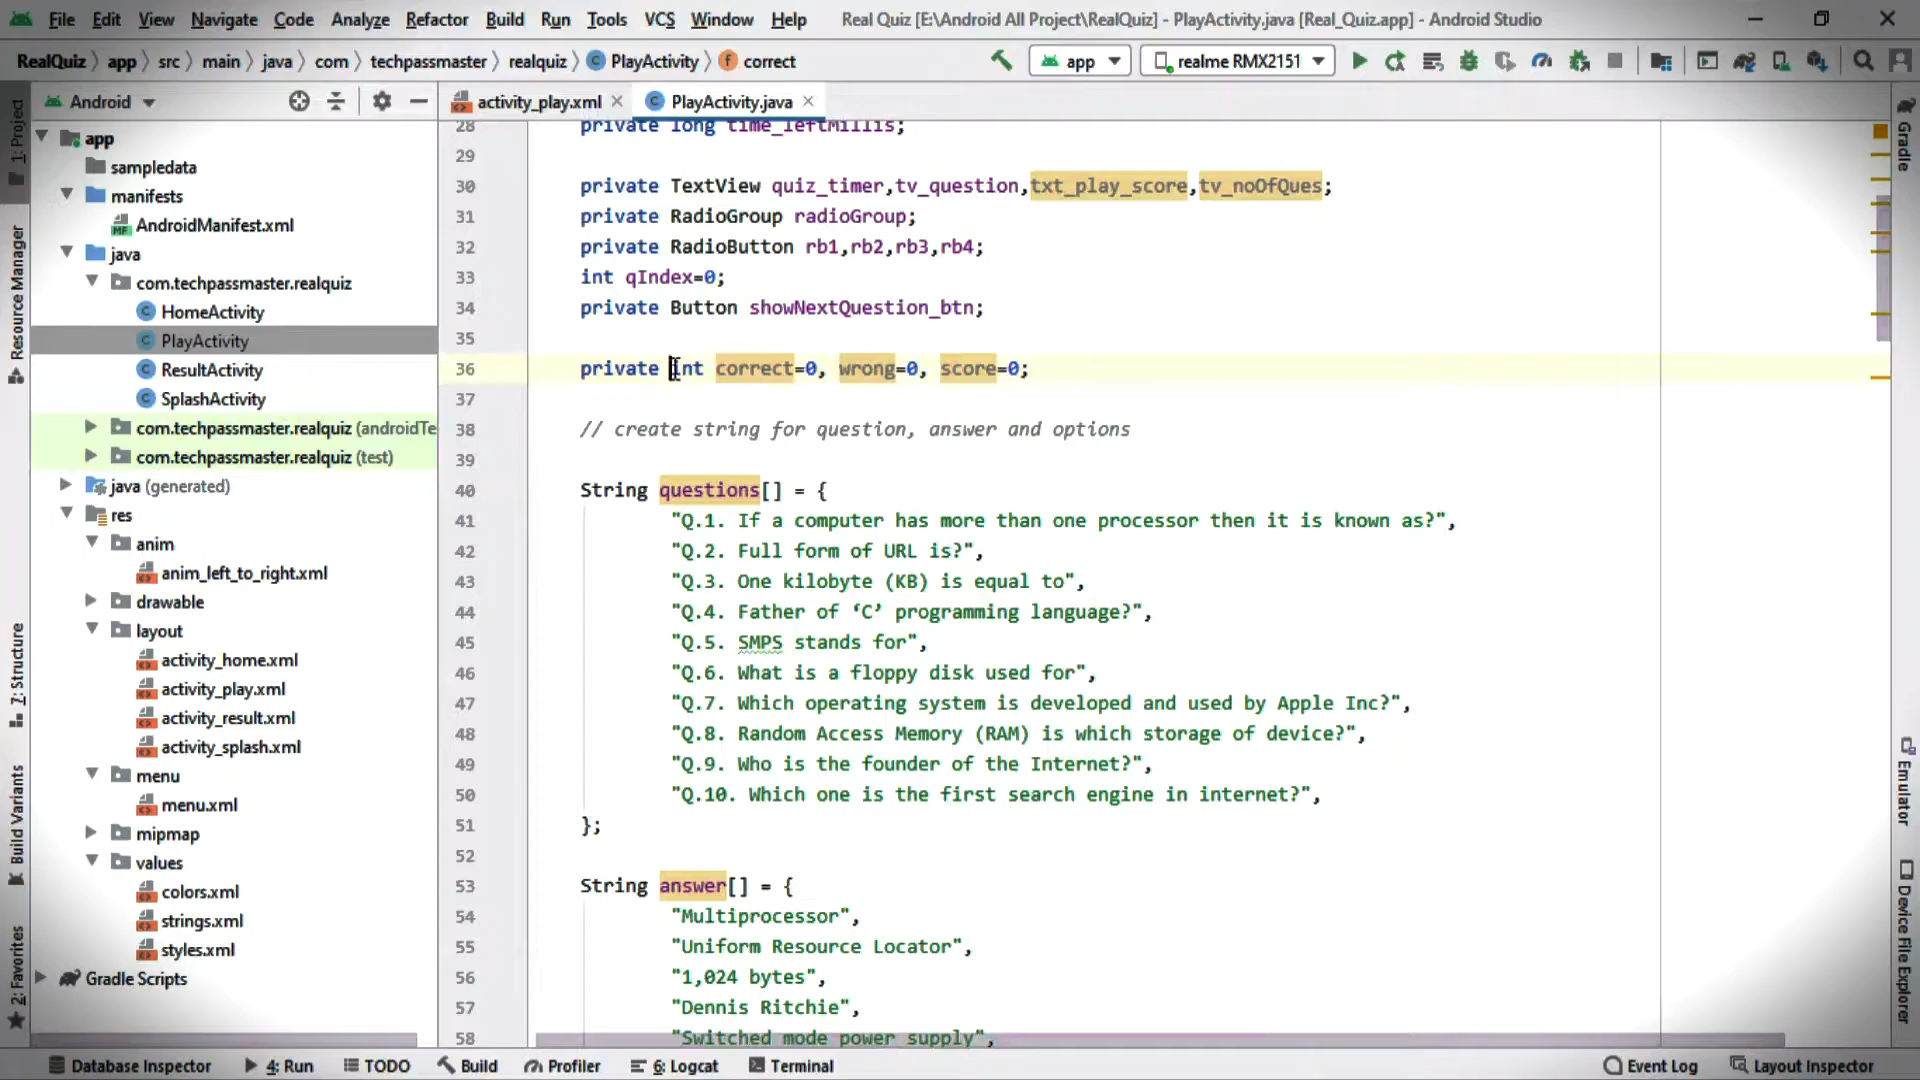 File Edit View Navigate Code Analyze Refactor Build Run Tools VCS Window Help Real Quiz [E:\Android All Project\RealQuiz] - PlayActivity.java [Real_Quiz.app] - Android Studio
RealQuiz app src main java com techpassmaster realquiz PlayActivity correct app realme RMX2151
Android activity_play.xml PlayActivity.java
1: Project
Resource Manager
7: Structure
Build Variants
2: Favorites
app
sampledata
manifests
AndroidManifest.xml
java
com.techpassmaster.realquiz
HomeActivity
PlayActivity
ResultActivity
SplashActivity
com.techpassmaster.realquiz (androidTe
com.techpassmaster.realquiz (test)
java (generated)
res
anim
anim_left_to_right.xml
drawable
layout
activity_home.xml
activity_play.xml
activity_result.xml
activity_splash.xml
menu
menu.xml
mipmap
values
colors.xml
strings.xml
styles.xml
Gradle Scripts
28 private long time_leftMillis;
29
30 private TextView quiz_timer,tv_question,txt_play_score,tv_noOfQues;
31 private RadioGroup radioGroup;
32 private RadioButton rb1,rb2,rb3,rb4;
33 int qIndex=0;
34 private Button showNextQuestion_btn;
35
36 private int correct=0, wrong=0, score=0;
37
38 // create string for question, answer and options
39
40 String questions[] = {
41 "Q.1. If a computer has more than one processor then it is known as?",
42 "Q.2. Full form of URL is?",
43 "Q.3. One kilobyte (KB) is equal to",
44 "Q.4. Father of ‘C’ programming language?",
45 "Q.5. SMPS stands for",
46 "Q.6. What is a floppy disk used for",
47 "Q.7. Which operating system is developed and used by Apple Inc?",
48 "Q.8. Random Access Memory (RAM) is which storage of device?",
49 "Q.9. Who is the founder of the Internet?",
50 "Q.10. Which one is the first search engine in internet?",
51 };
52
53 String answer[] = {
54 "Multiprocessor",
55 "Uniform Resource Locator",
56 "1,024 bytes",
57 "Dennis Ritchie",
58 "Switched mode power supply",
Gradle
Emulator
Device File Explorer
Database Inspector 4: Run TODO Build Profiler 6: Logcat Terminal Event Log Layout Inspector